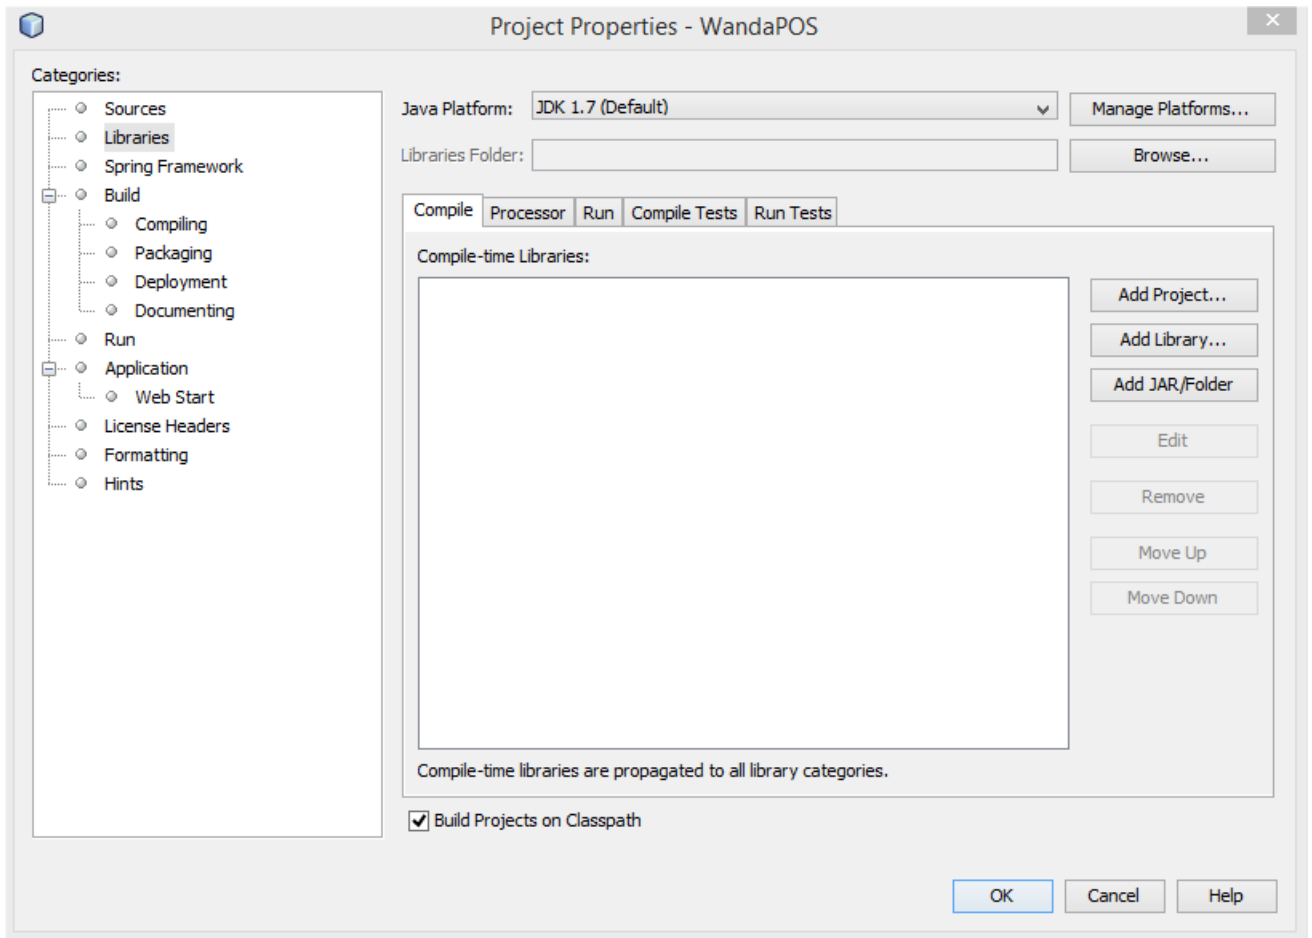 Project Properties - WandaPOS
Categories:
Sources
Libraries
Spring Framework
Build
Compiling
Packaging
Deployment
Documenting
Run
Application
Web Start
License Headers
Formatting
Hints
Java Platform: JDK 1.7 (Default) Manage Platforms...
Libraries Folder: Browse...
Compile Processor Run Compile Tests Run Tests
Compile-time Libraries:
Add Project...
Add Library...
Add JAR/Folder
Edit
Remove
Move Up
Move Down
Compile-time libraries are propagated to all library categories.
Build Projects on Classpath
OK Cancel Help